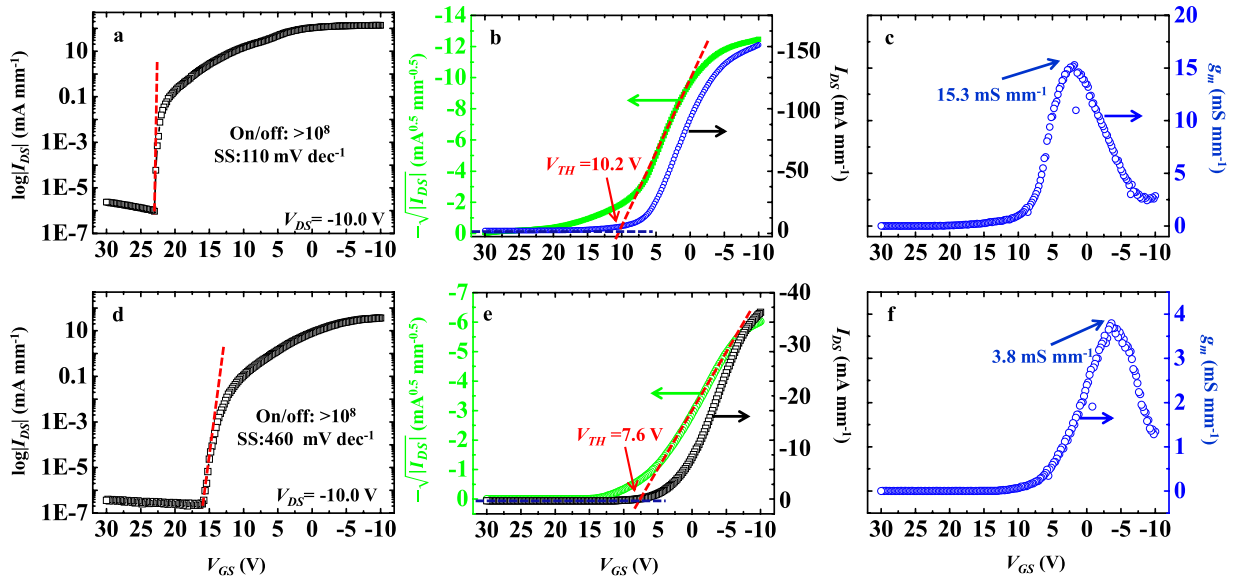 a
log|I_DS| (mA mm⁻¹)
10
0.1
1E-3
1E-5
1E-7
On/off: >10⁸
SS:110 mV dec⁻¹
V_DS= -10.0 V
30 25 20 15 10 5 0 -5 -10
b
−√|I_DS| (mA⁰·⁵ mm⁻⁰·⁵)
-14
-12
-10
-8
-6
-4
-2
0
V_TH =10.2 V
-150
-100
-50
0
I_DS (mA mm⁻¹)
30 25 20 15 10 5 0 -5 -10
c
15.3 mS mm⁻¹
20
15
10
5
0
g_m (mS mm⁻¹)
30 25 20 15 10 5 0 -5 -10
d
log|I_DS| (mA mm⁻¹)
10
0.1
1E-3
1E-5
1E-7
On/off: >10⁸
SS:460 mV dec⁻¹
V_DS= -10.0 V
30 25 20 15 10 5 0 -5 -10
V_GS (V)
e
−√|I_DS| (mA⁰·⁵ mm⁻⁰·⁵)
-7
-6
-5
-4
-3
-2
-1
0
V_TH =7.6 V
-40
-30
-20
-10
0
I_DS (mA mm⁻¹)
30 25 20 15 10 5 0 -5 -10
V_GS (V)
f
3.8 mS mm⁻¹
4
3
2
1
0
g_m (mS mm⁻¹)
30 25 20 15 10 5 0 -5 -10
V_GS (V)